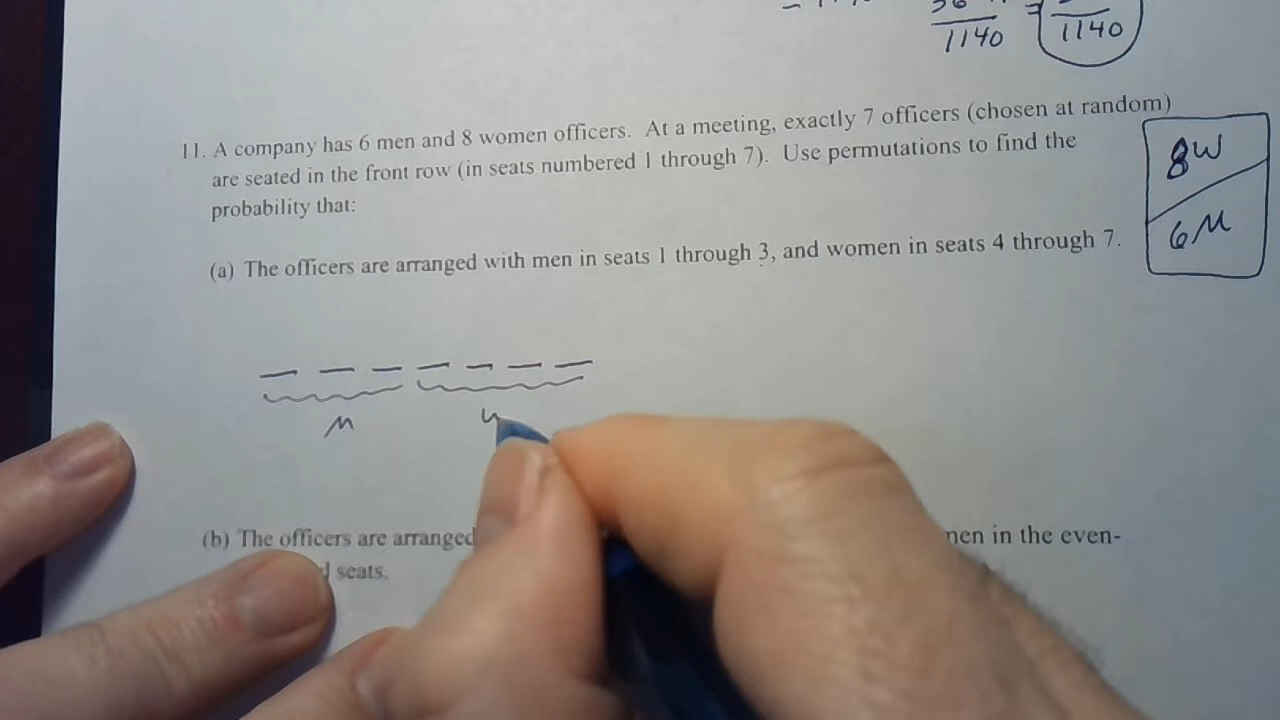 1140 = 1140
11. A company has 6 men and 8 women officers. At a meeting, exactly 7 officers (chosen at random)
are seated in the front row (in seats numbered 1 through 7). Use permutations to find the
probability that:
8W
6M
(a) The officers are arranged with men in seats 1 through 3, and women in seats 4 through 7.
M
(b) The officers are arranged men in the even-
seats.